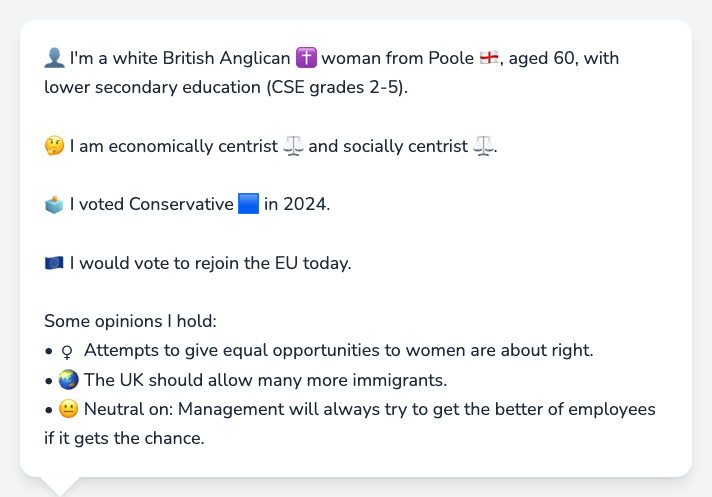 👤 I'm a white British Anglican ✝️ woman from Poole 🏴󠁧󠁢󠁥󠁮󠁧󠁿, aged 60, with
lower secondary education (CSE grades 2-5).
🤔 I am economically centrist ⚖️ and socially centrist ⚖️.
🗳️ I voted Conservative 🟦 in 2024.
🇪🇺 I would vote to rejoin the EU today.
Some opinions I hold:
• ♀ Attempts to give equal opportunities to women are about right.
• 🌏 The UK should allow many more immigrants.
• 😐 Neutral on: Management will always try to get the better of employees
if it gets the chance.